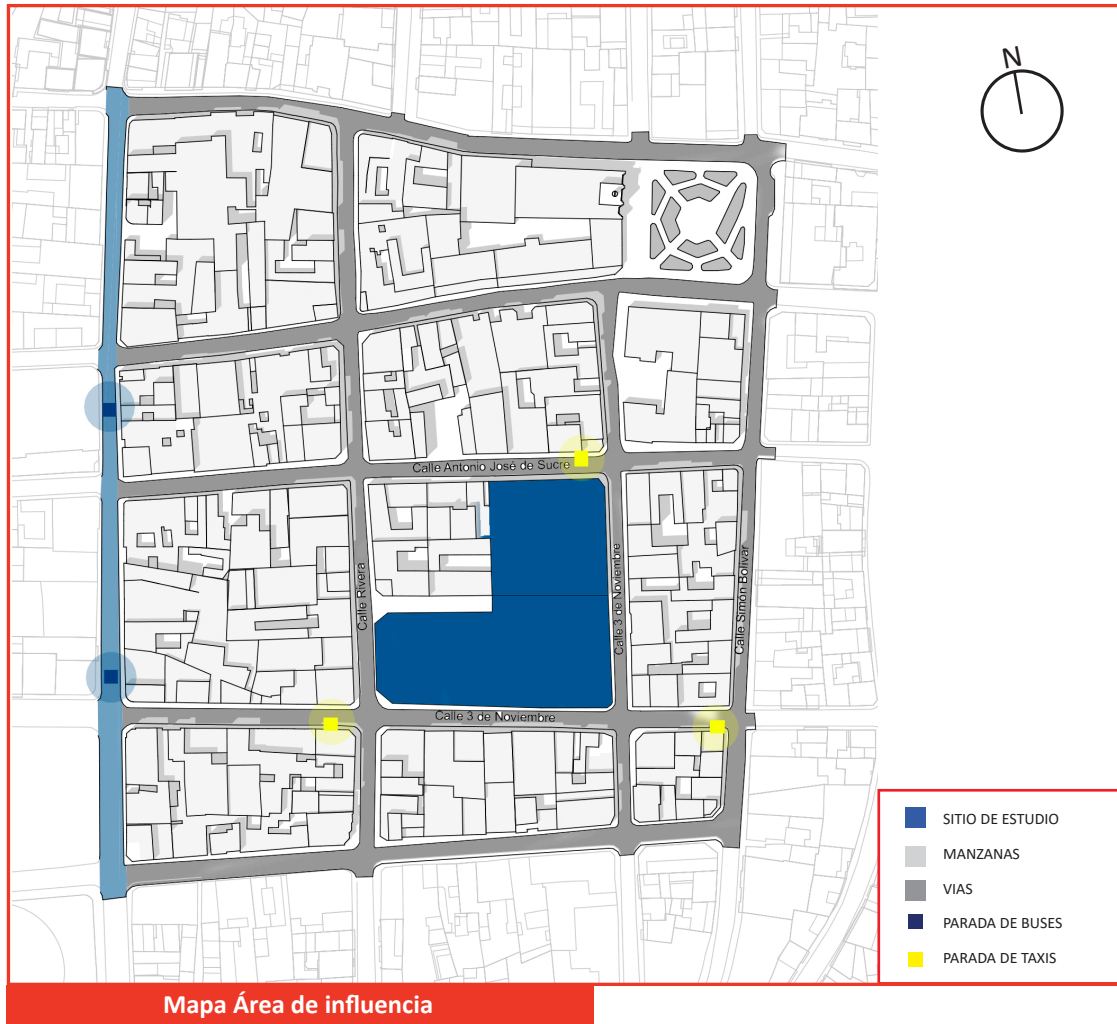 N
Calle Antonio José de Sucre
Calle Rivera
Calle 3 de Noviembre
Calle Simón Bolívar
Calle 3 de Noviembre
SITIO DE ESTUDIO
MANZANAS
VIAS
PARADA DE BUSES
PARADA DE TAXIS
Mapa Área de influencia